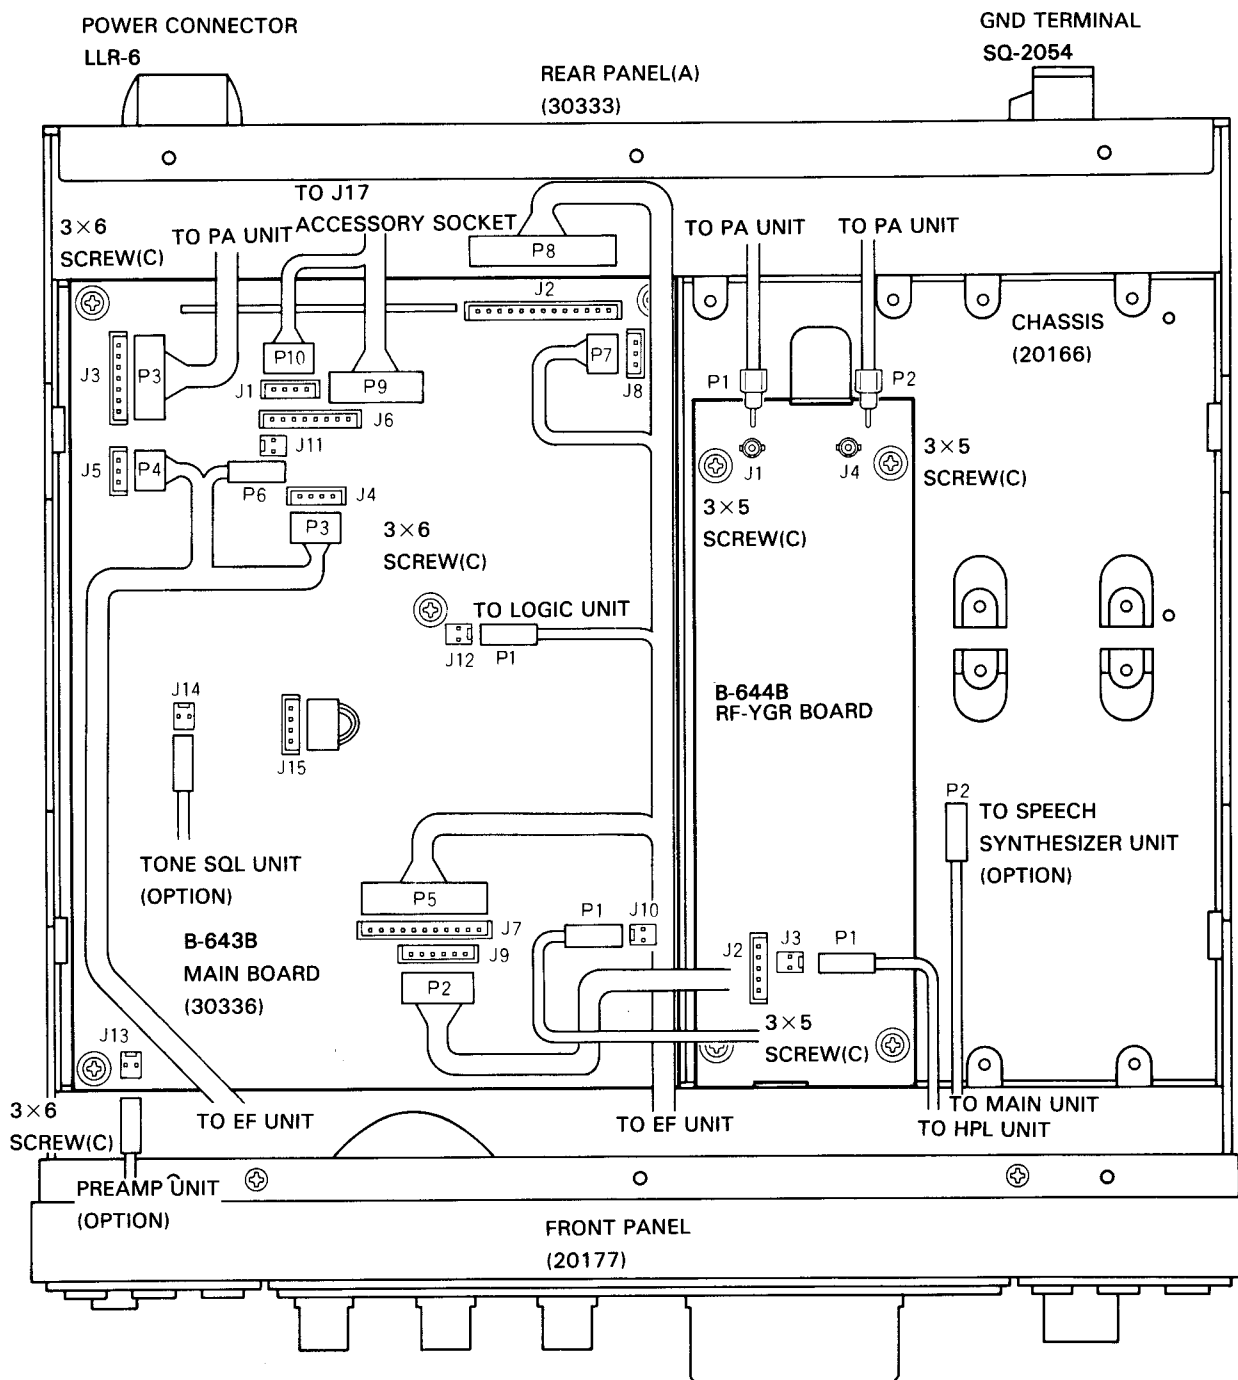 POWER CONNECTOR
LLR-6
GND TERMINAL
SQ-2054
REAR PANEL(A)
(30333)
TO J17
ACCESSORY SOCKET
3×6
SCREW(C)
TO PA UNIT
P8
TO PA UNIT
TO PA UNIT
J2
CHASSIS
(20166)
J3
P3
P10
P9
J1
J6
P7
J8
P1
P2
J11
J5
P4
P6
J4
P3
J1
J4
3×5
SCREW(C)
3×5
SCREW(C)
3×6
SCREW(C)
TO LOGIC UNIT
J12
P1
J14
J15
B-644B
RF-YGR BOARD
P2
TO SPEECH
SYNTHESIZER UNIT
(OPTION)
TONE SQL UNIT
(OPTION)
P5
J7
J9
P2
P1
J10
J2
J3
P1
B-643B
MAIN BOARD
(30336)
J13
3×5
SCREW(C)
3×6
SCREW(C)
TO EF UNIT
TO EF UNIT
TO MAIN UNIT
TO HPL UNIT
PREAMP UNIT
(OPTION)
FRONT PANEL
(20177)